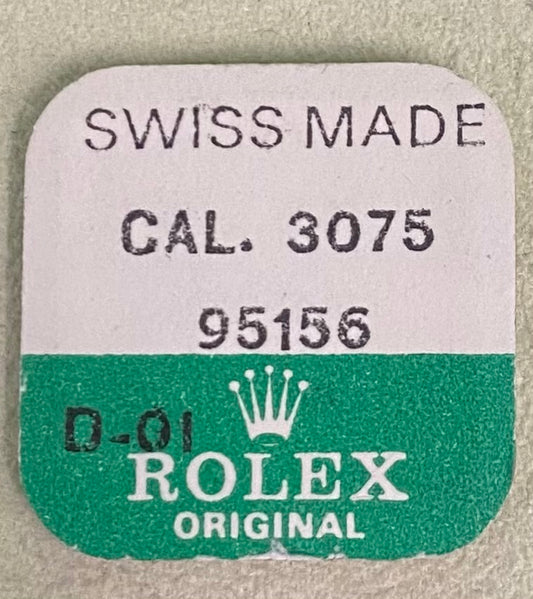 SWISS MADE
CAL. 3075
95156
D-01
ROLEX
ORIGINAL